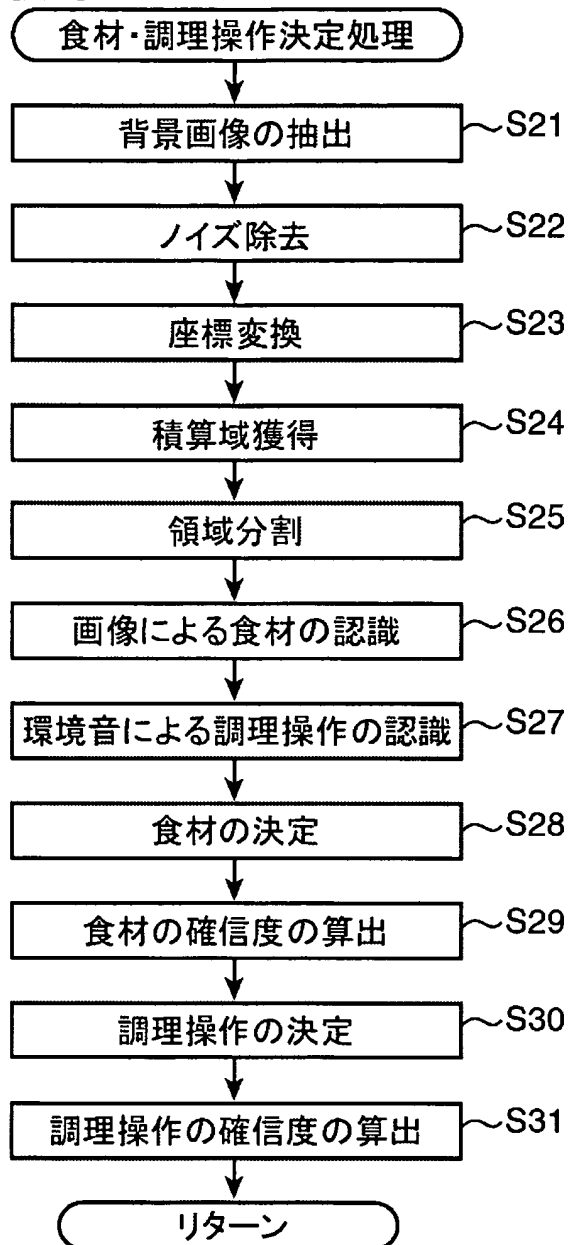 食材・調理操作決定処理
背景画像の抽出 S21
ノイズ除去 S22
座標変換 S23
積算域獲得 S24
領域分割 S25
画像による食材の認識 S26
環境音による調理操作の認識 S27
食材の決定 S28
食材の確信度の算出 S29
調理操作の決定 S30
調理操作の確信度の算出 S31
リターン